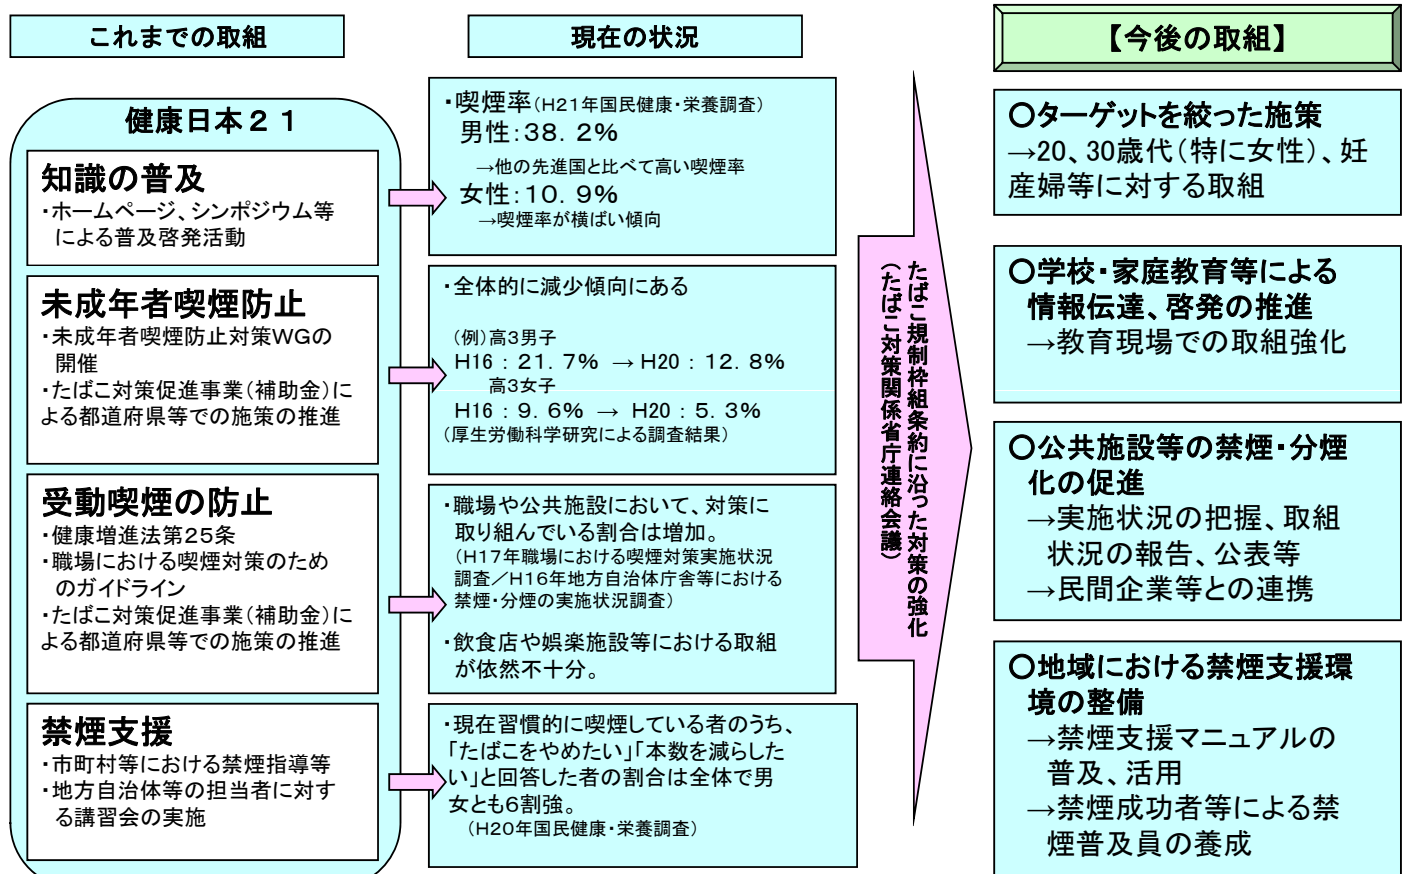 これまでの取組
健康日本２１
知識の普及
・ホームページ、シンポジウム等
による普及啓発活動
未成年者喫煙防止
・未成年者喫煙防止対策WGの
開催
・たばこ対策促進事業（補助金）に
よる都道府県等での施策の推進
受動喫煙の防止
・健康増進法第25条
・職場における喫煙対策のため
のガイドライン
・たばこ対策促進事業（補助金）に
よる都道府県等での施策の推進
禁煙支援
・市町村等における禁煙指導等
・地方自治体等の担当者に対す
る講習会の実施
現在の状況
・喫煙率（H21年国民健康・栄養調査）
男性：38．2％
→他の先進国と比べて高い喫煙率
女性：10．9％
→喫煙率が横ばい傾向
・全体的に減少傾向にある
（例）高3男子
H16：21．7％ →H20：12．8％
高3女子
H16：9．6％ → H20：5．3％
（厚生労働科学研究による調査結果）
・職場や公共施設において、対策に
取り組んでいる割合は増加。
（H17年職場における喫煙対策実施状況
調査／H16年地方自治体庁舎等における
禁煙・分煙の実施状況調査）
・飲食店や娯楽施設等における取組
が依然不十分。
・現在習慣的に喫煙している者のうち、
「たばこをやめたい」「本数を減らした
い」と回答した者の割合は全体で男
女とも6割強。
（H20年国民健康・栄養調査）
たばこ規制枠組条約に沿った対策の強化
（たばこ対策関係省庁連絡会議）
【今後の取組】
○ターゲットを絞った施策
→20、30歳代（特に女性）、妊
産婦等に対する取組
○学校・家庭教育等による
情報伝達、啓発の推進
→教育現場での取組強化
○公共施設等の禁煙・分煙
化の促進
→実施状況の把握、取組
状況の報告、公表等
→民間企業等との連携
○地域における禁煙支援環
境の整備
→禁煙支援マニュアルの
普及、活用
→禁煙成功者等による禁
煙普及員の養成